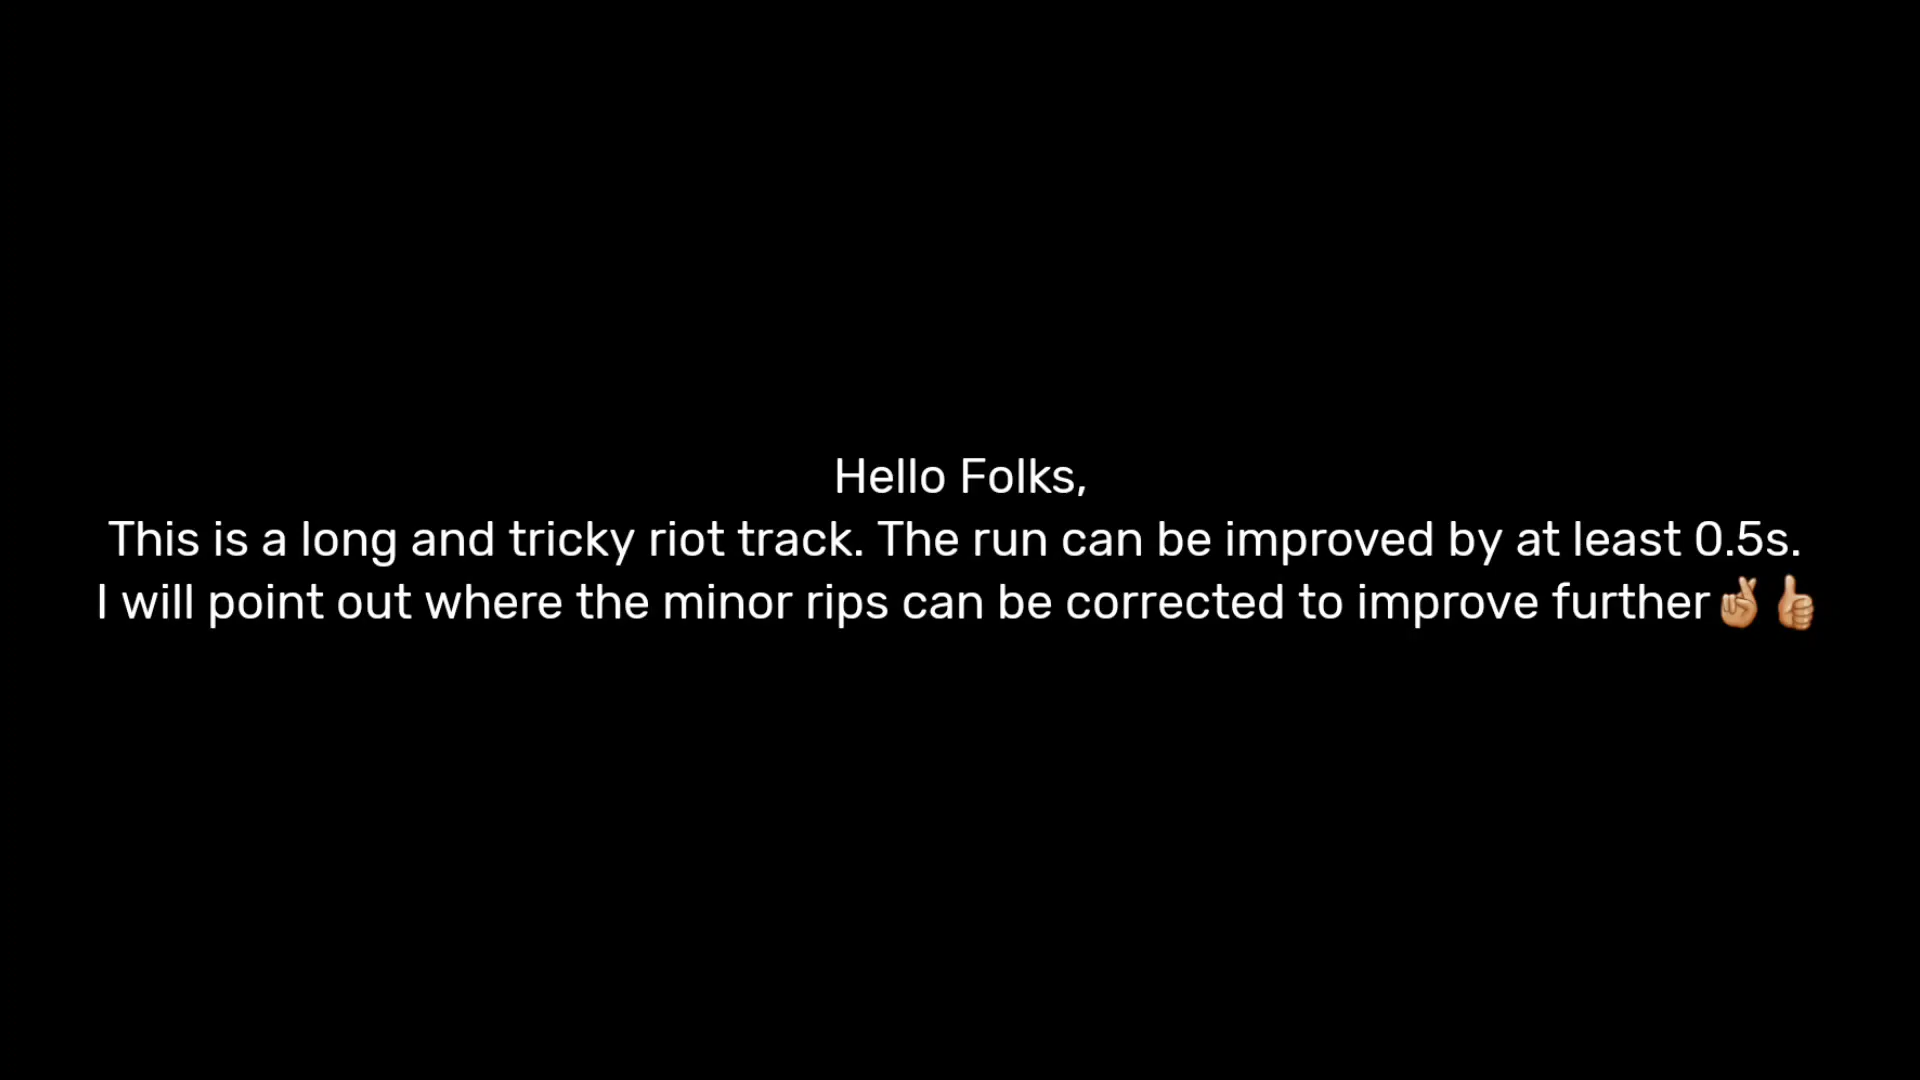 Hello Folks,
This is a long and tricky riot track. The run can be improved by at least 0.5s.
I will point out where the minor rips can be corrected to improve further🤞🏼👍🏼